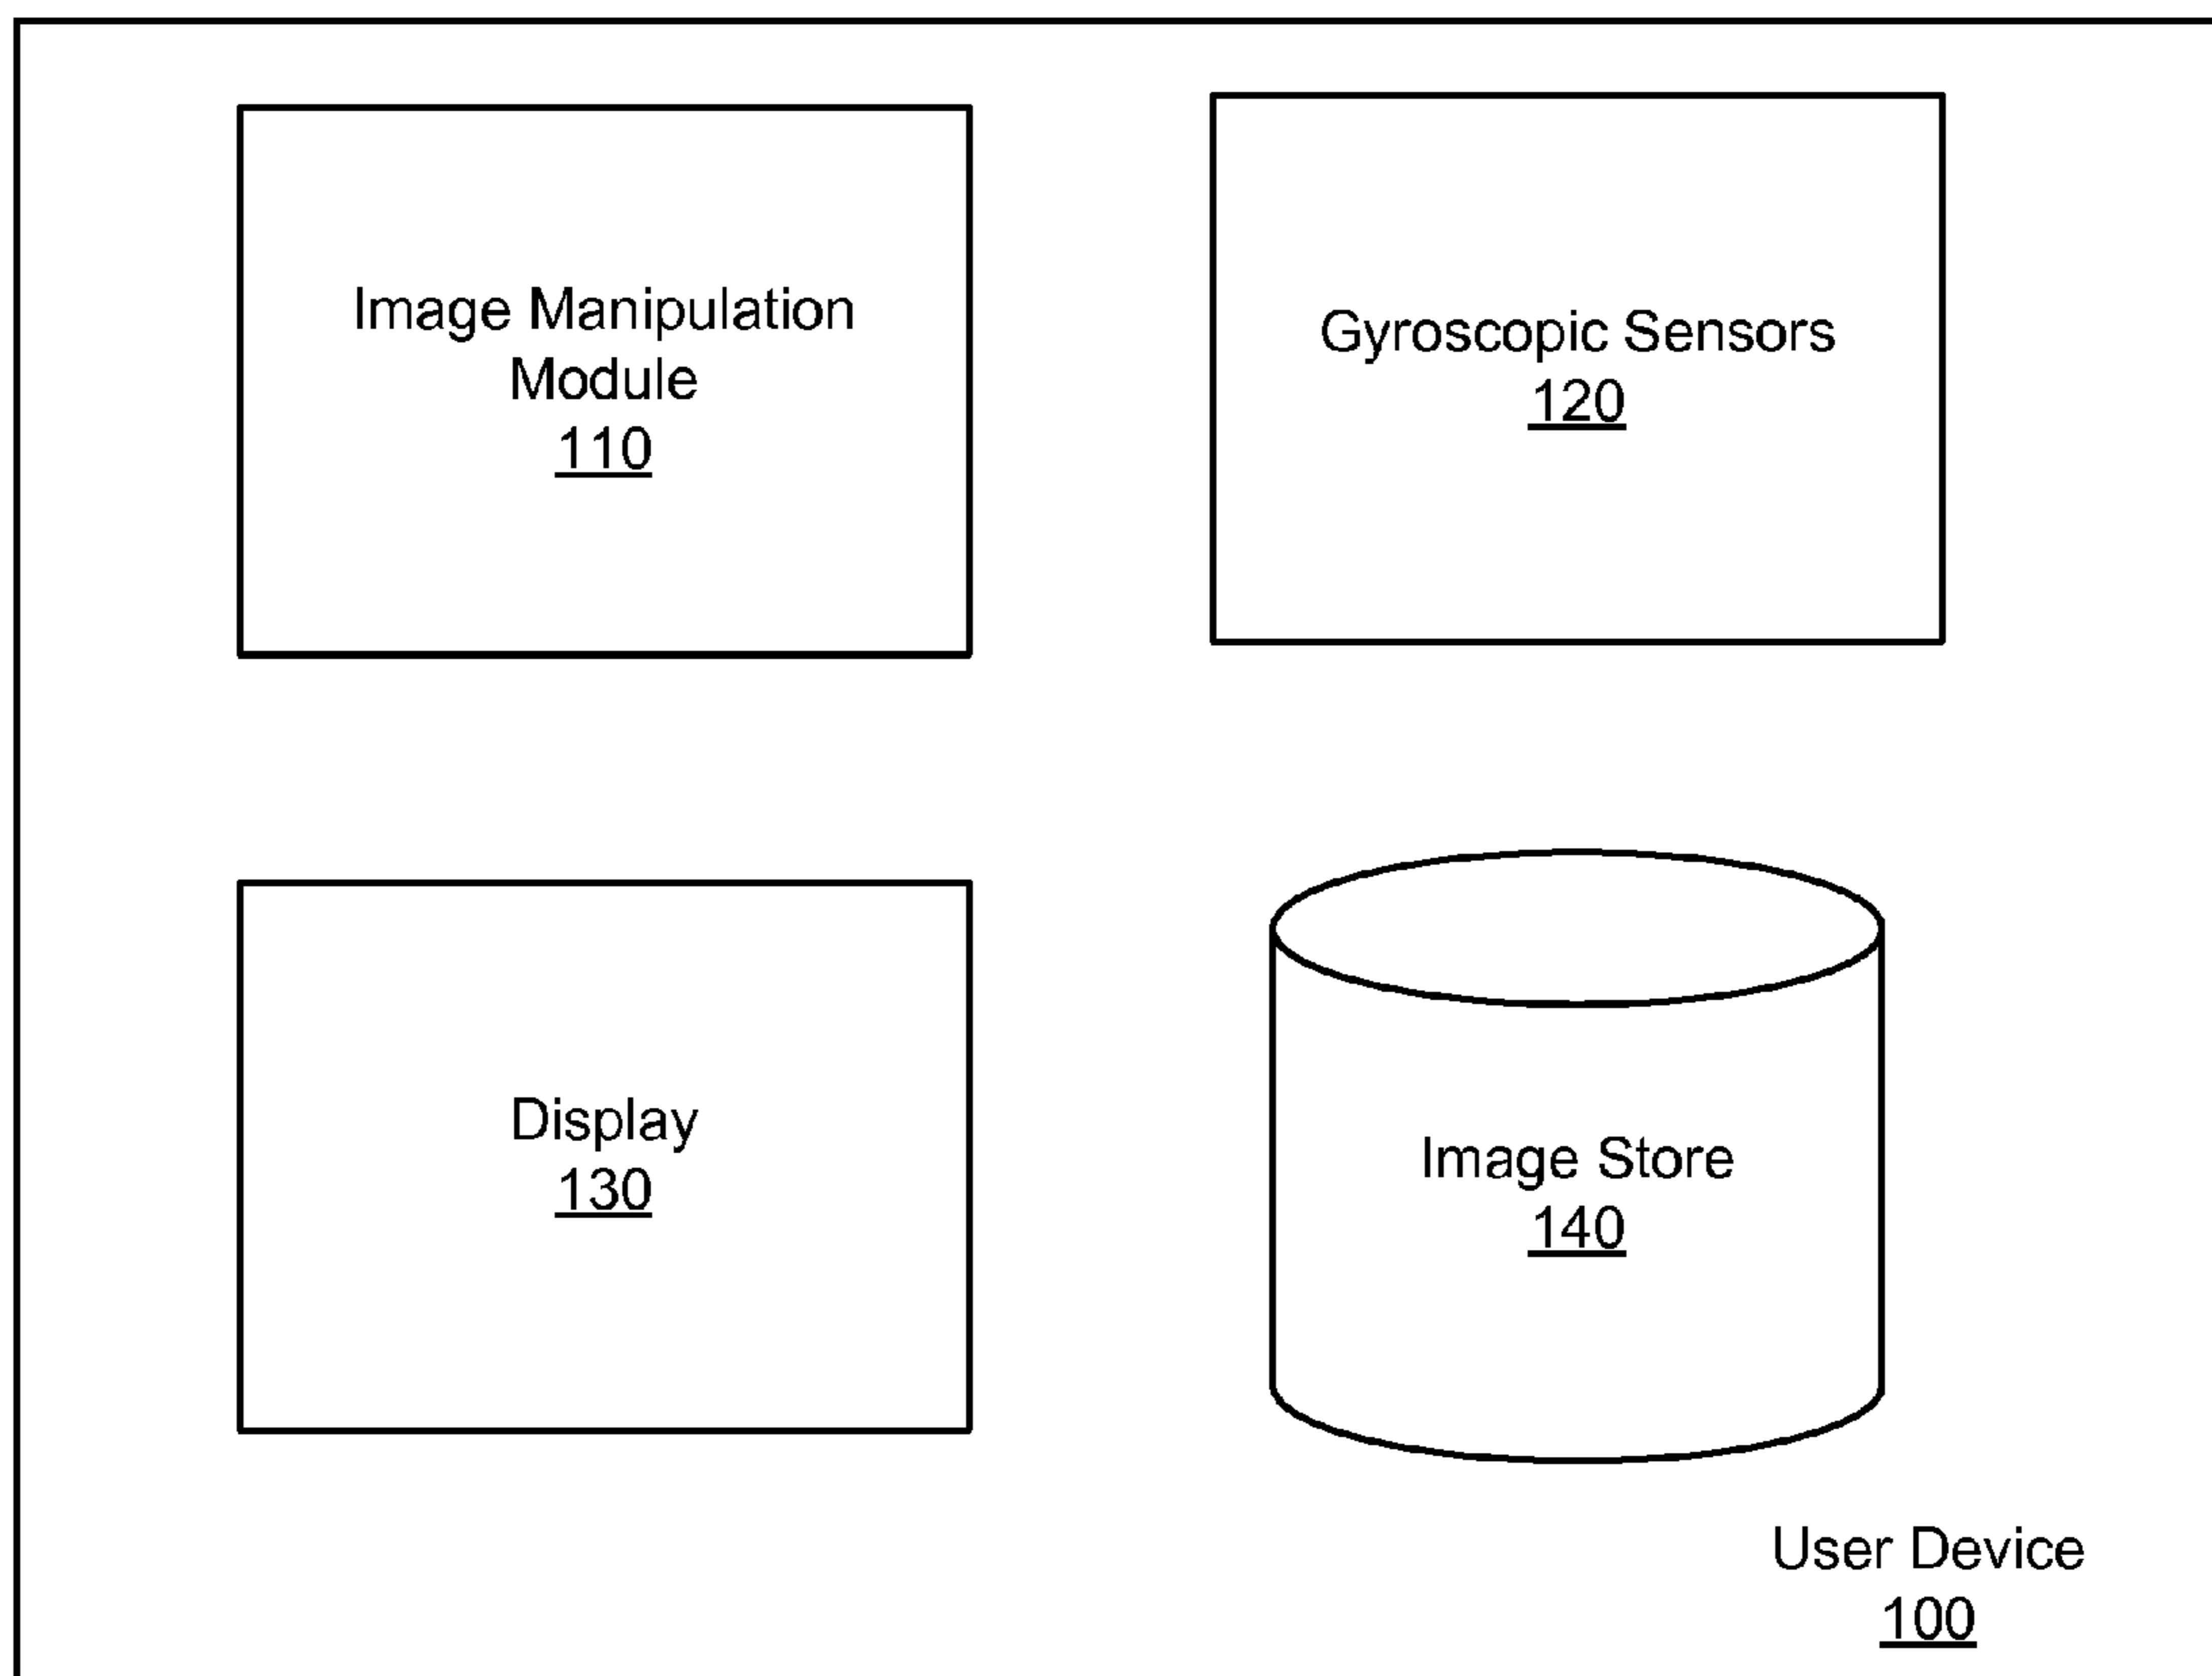 Image Manipulation
Module
110
Gyroscopic Sensors
120
Display
130
Image Store
140
User Device
100